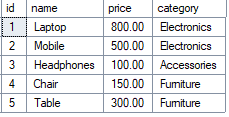 id name price category
1 Laptop 800.00 Electronics
2 Mobile 500.00 Electronics
3 Headphones 100.00 Accessories
4 Chair 150.00 Furniture
5 Table 300.00 Furniture